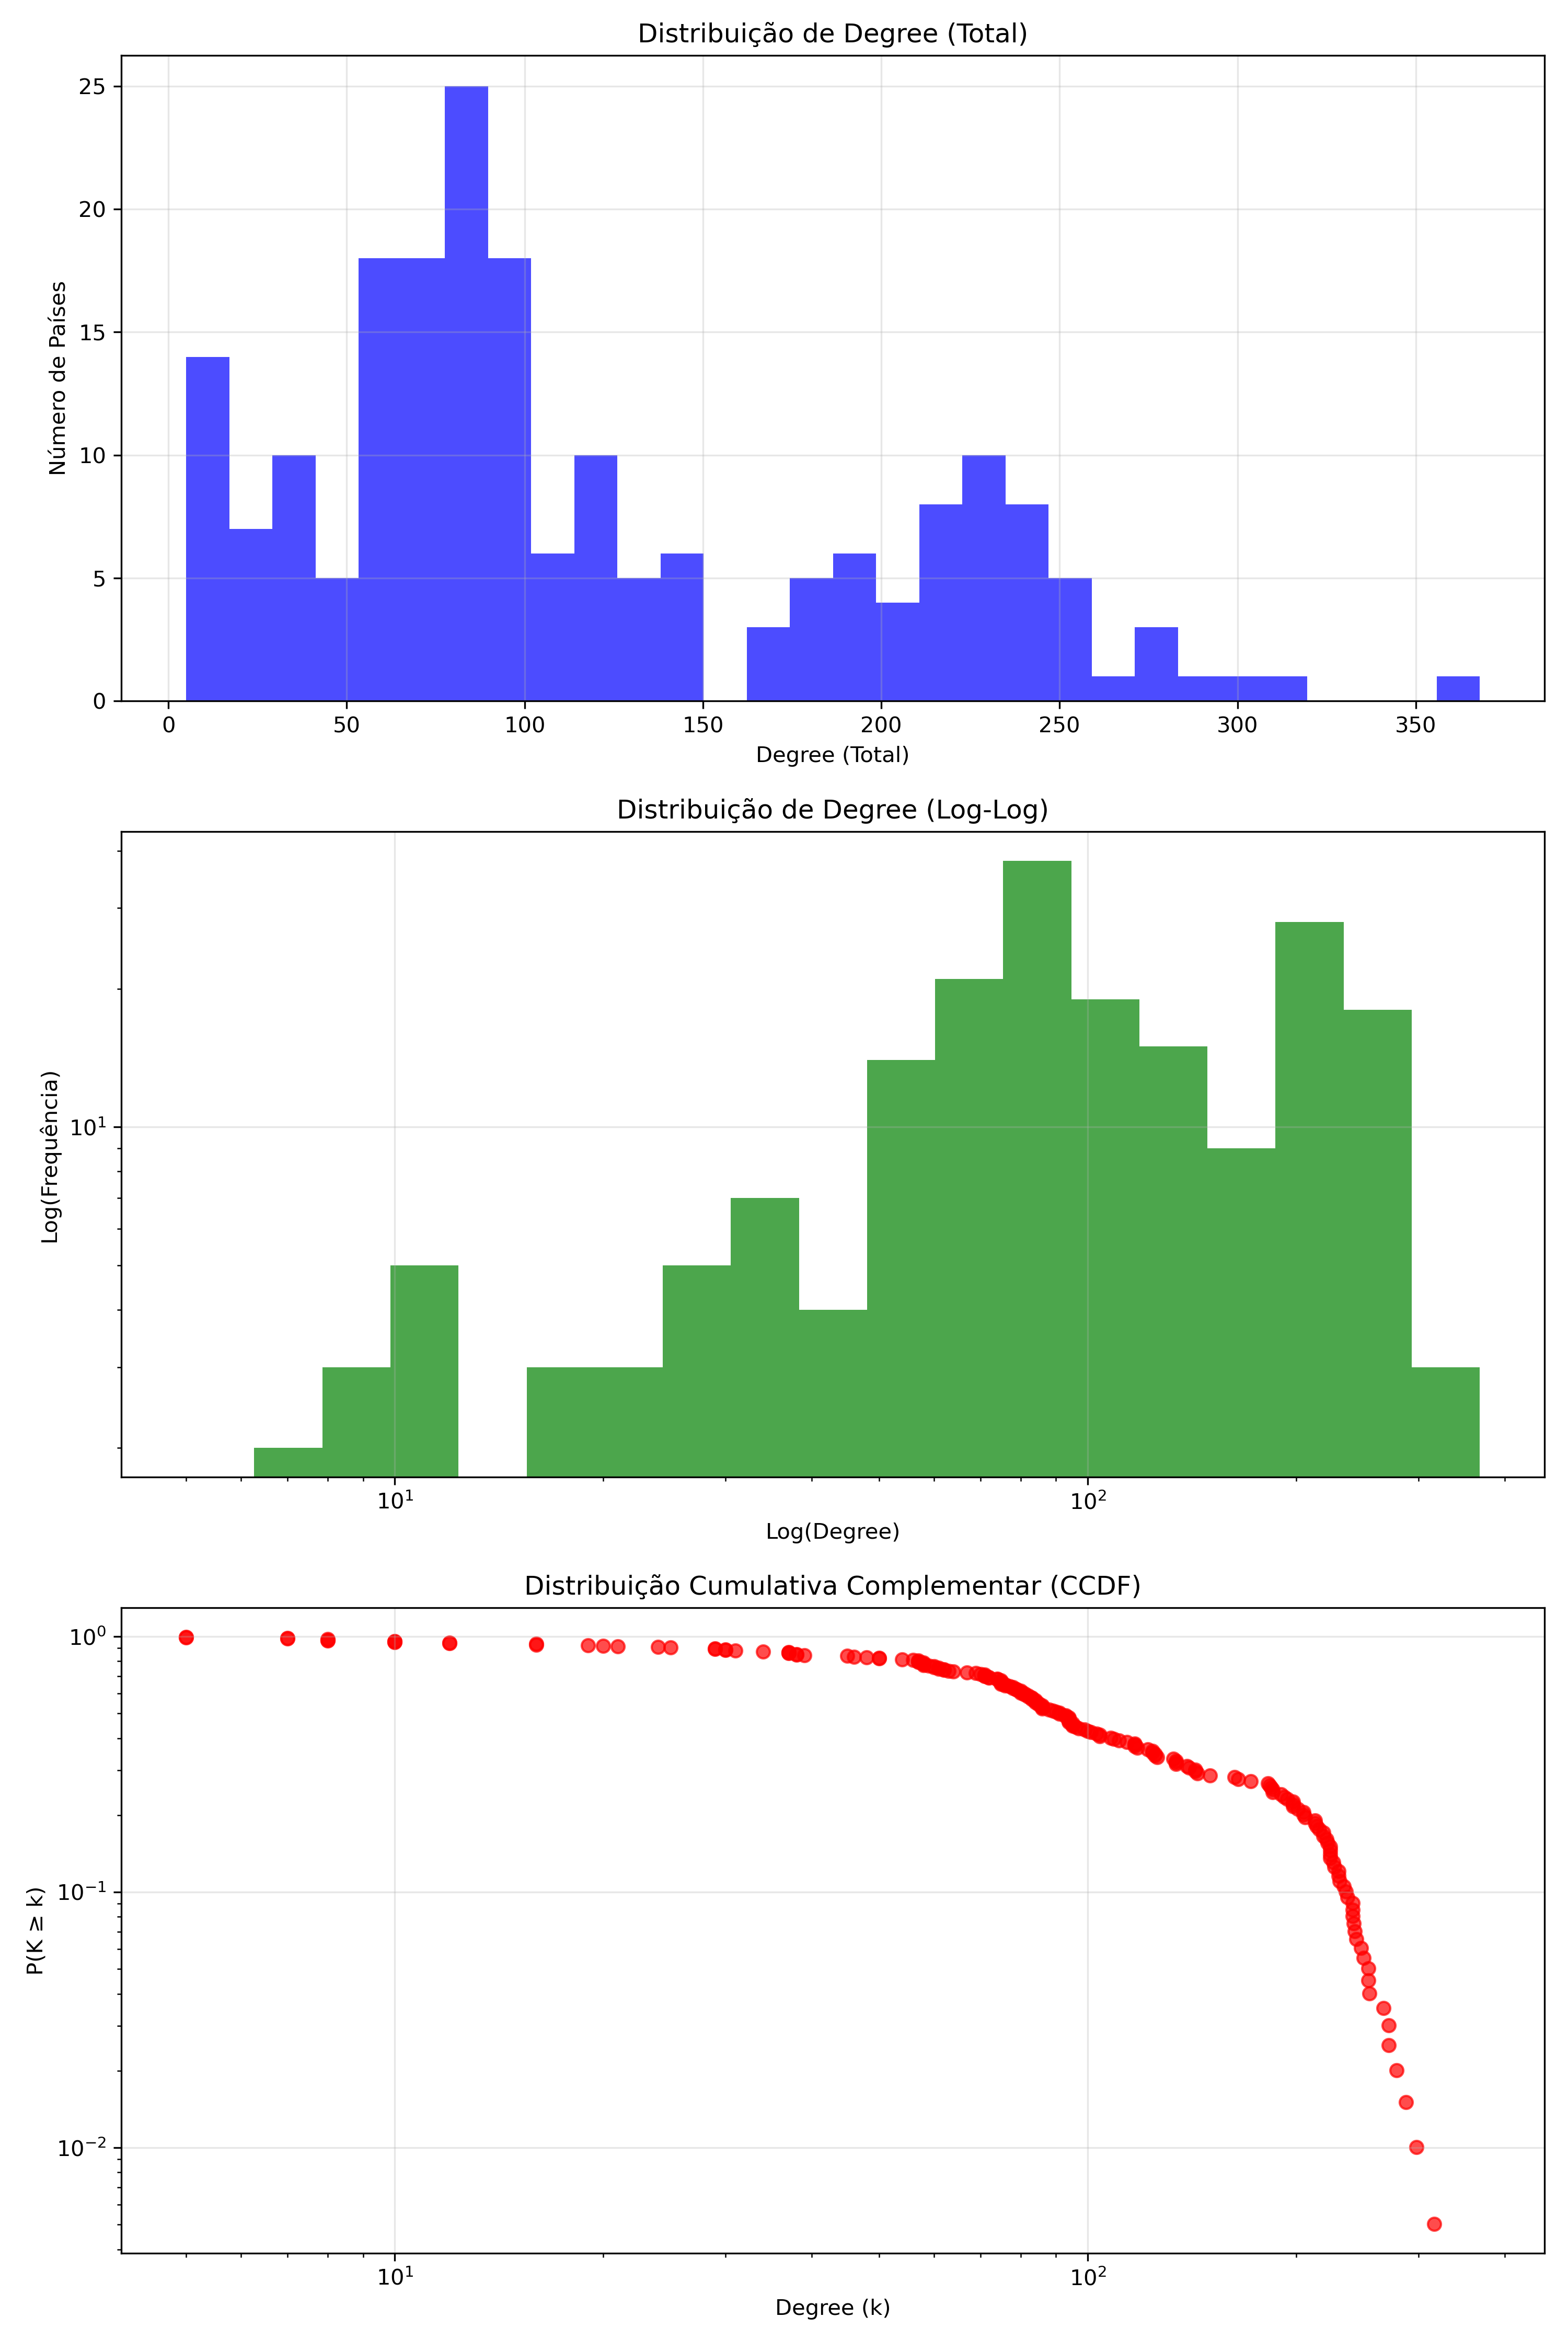 Distribuição de Degree (Total)
Número de Países
25
20
15
10
5
0
0 50 100 150 200 250 300 350
Degree (Total)
Distribuição de Degree (Log-Log)
Log(Frequência)
10¹
10¹ 10²
Log(Degree)
Distribuição Cumulativa Complementar (CCDF)
P(K ≥ k)
10⁰
10⁻¹
10⁻²
10¹ 10²
Degree (k)